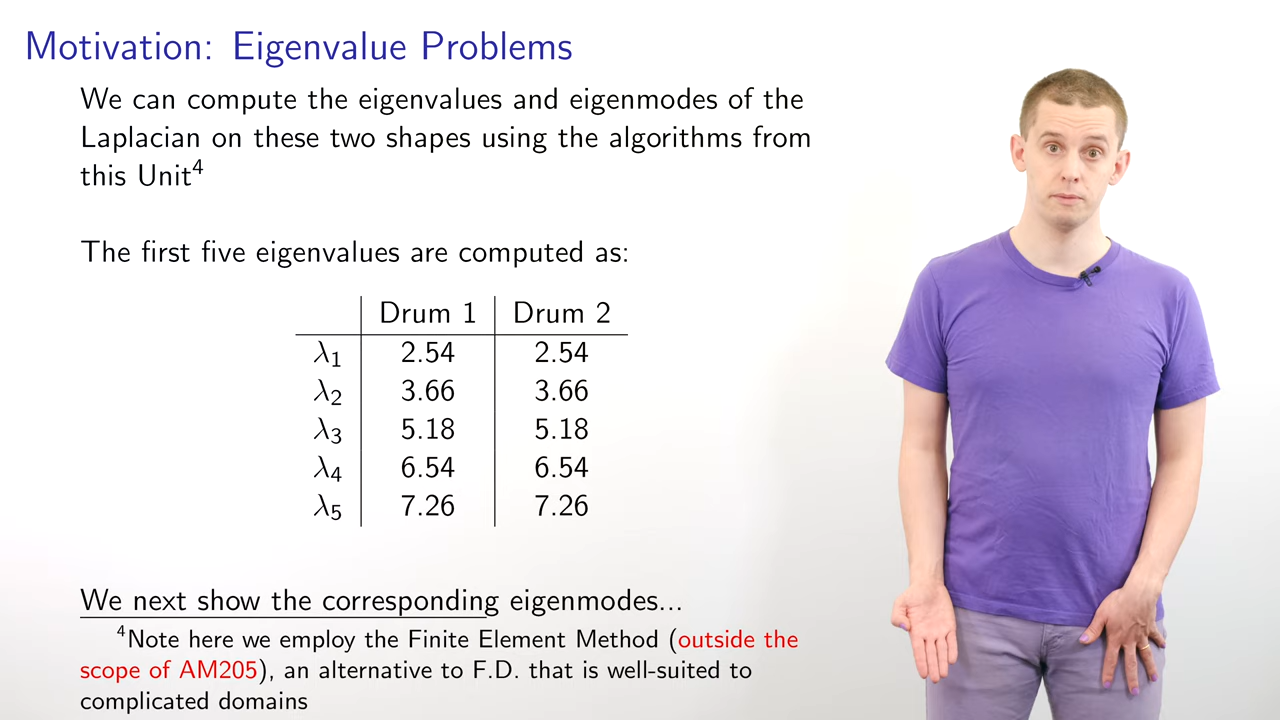 Motivation: Eigenvalue Problems
We can compute the eigenvalues and eigenmodes of the
Laplacian on these two shapes using the algorithms from
this Unit⁴
The first five eigenvalues are computed as:
Drum 1 Drum 2
λ₁ 2.54 2.54
λ₂ 3.66 3.66
λ₃ 5.18 5.18
λ₄ 6.54 6.54
λ₅ 7.26 7.26
We next show the corresponding eigenmodes...
⁴Note here we employ the Finite Element Method (outside the
scope of AM205), an alternative to F.D. that is well-suited to
complicated domains